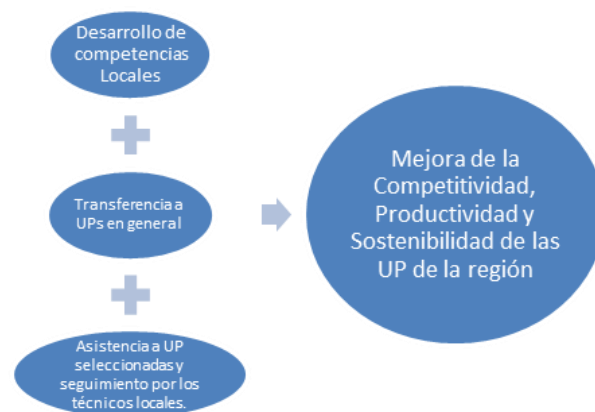 Desarrollo de
competencias
Locales
Transferencia a
UPs en general
Asistencia a UP
seleccionadas y
seguimiento por los
técnicos locales.
Mejora de la
Competitividad,
Productividad y
Sostenibilidad de las
UP de la región